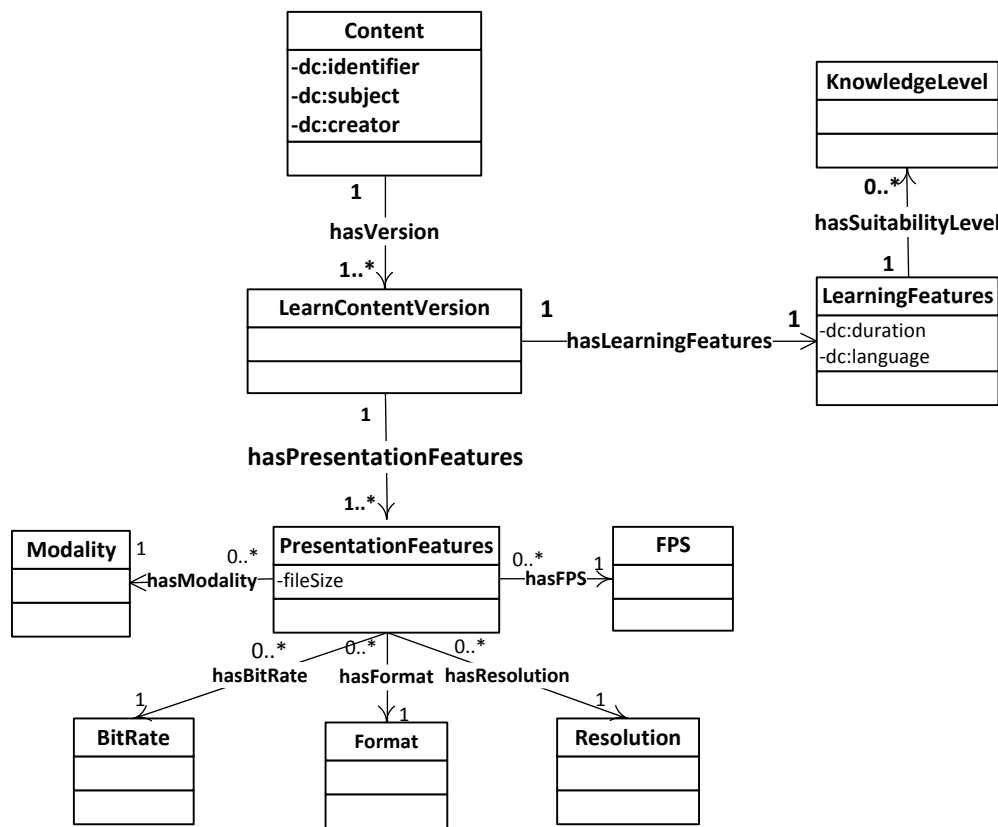 Content
-dc:identifier
-dc:subject
-dc:creator
KnowledgeLevel
1
0..*
hasVersion
hasSuitabilityLevel
1..*
1
LearnContentVersion
LearningFeatures
1
1
-dc:duration
hasLearningFeatures
-dc:language
1
hasPresentationFeatures
1..*
Modality
1
0..*
PresentationFeatures
0..*
1
FPS
hasModality
-fileSize
hasFPS
0..*
0..*
0..*
hasBitRate
hasFormat
hasResolution
1
1
1
BitRate
Format
Resolution